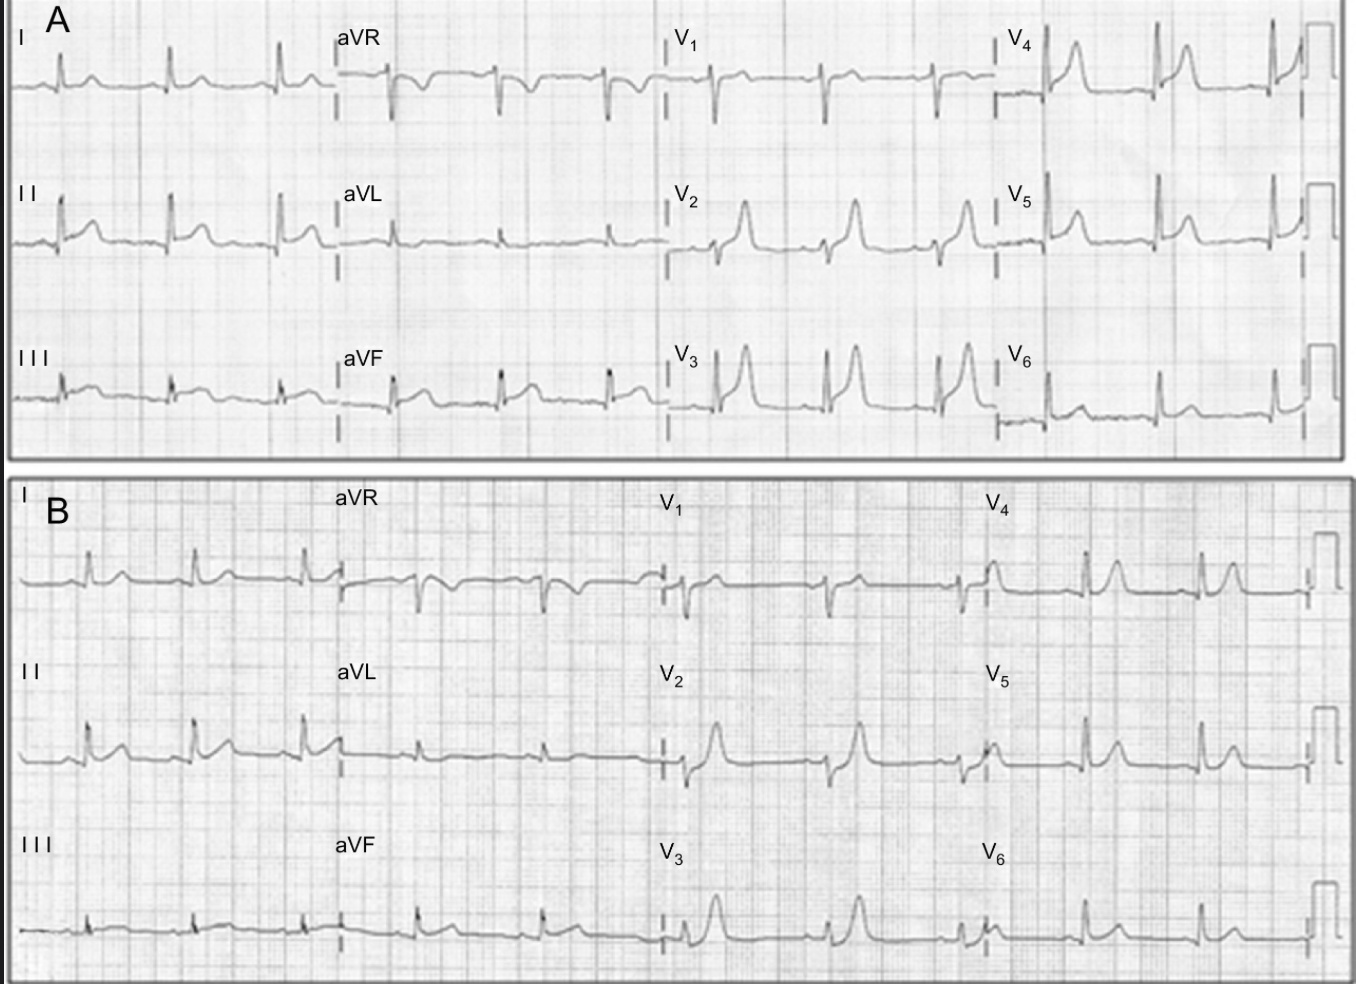 A
I aVR V1 V4
II aVL V2 V5
III aVF V3 V6
B
I aVR V1 V4
II aVL V2 V5
III aVF V3 V6